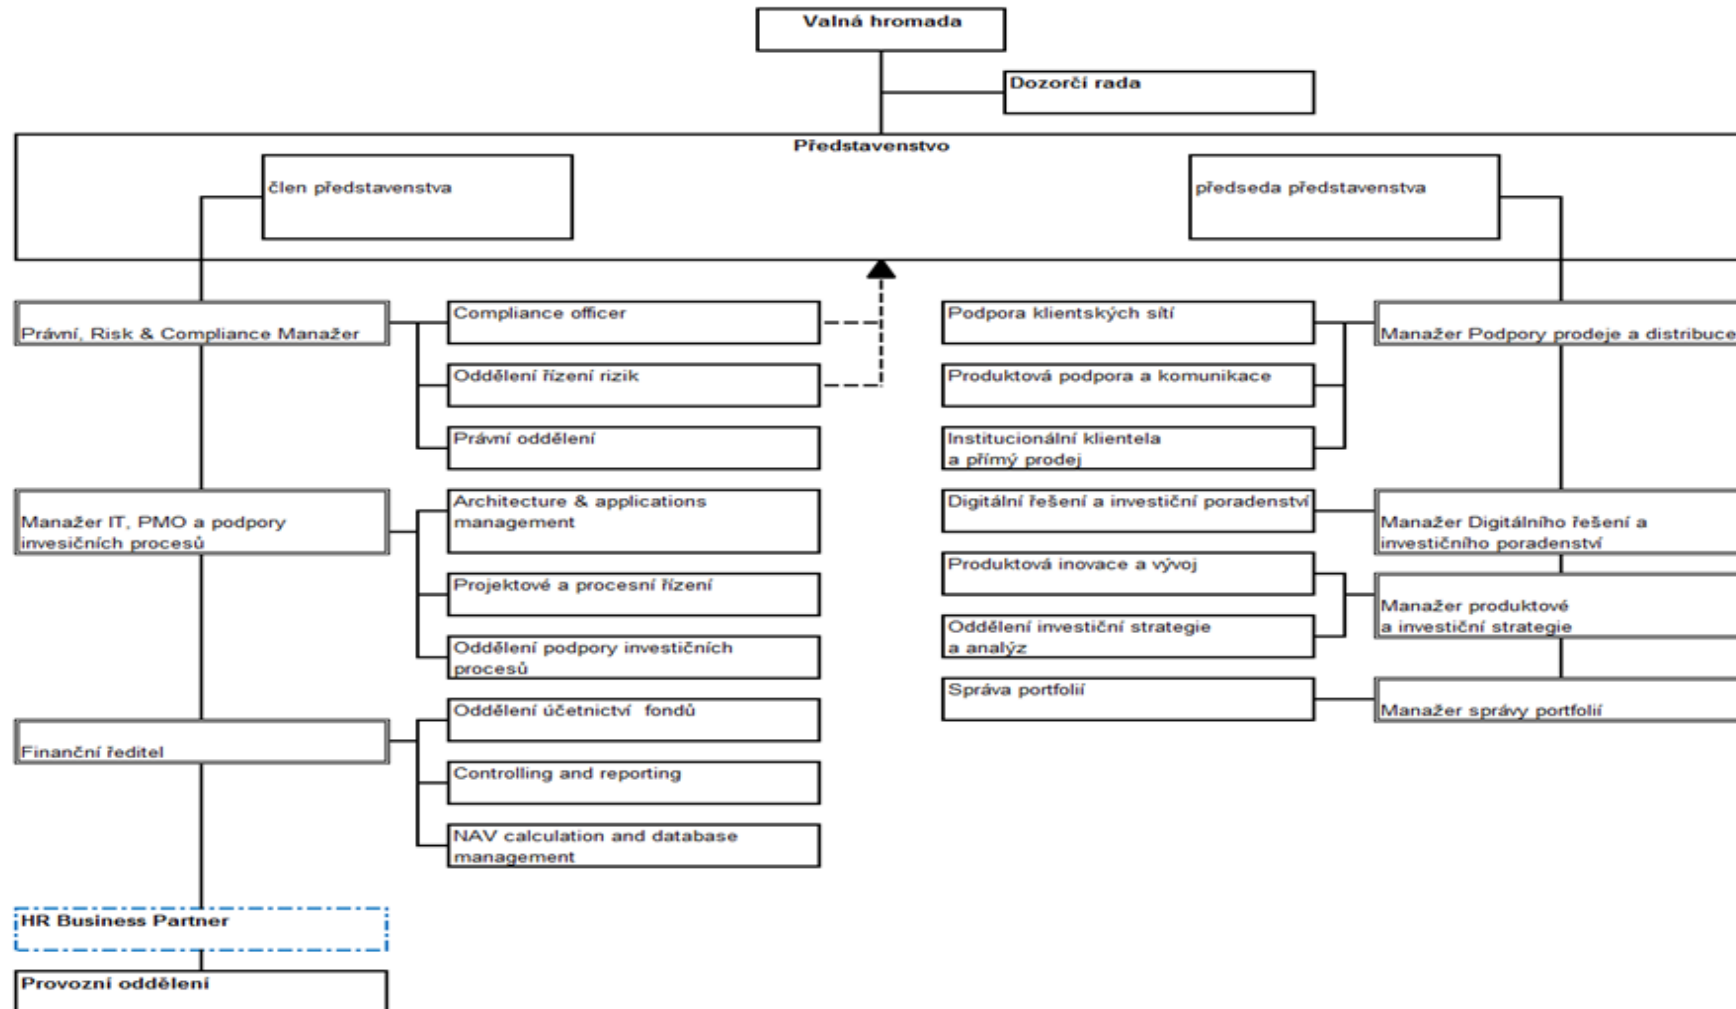 Valná hromada
Dozorčí rada
Představenstvo
člen představenstva
předseda představenstva
Právní, Risk & Compliance Manažer
Compliance officer
Oddělení řízení rizik
Právní oddělení
Manažer IT, PMO a podpory
invesičních procesů
Architecture & applications
management
Projektové a procesní řízení
Oddělení podpory investičních
procesů
Finanční ředitel
Oddělení účetnictví fondů
Controlling and reporting
NAV calculation and database
management
HR Business Partner
Provozní oddělení
Podpora klientských sítí
Produktová podpora a komunikace
Institucionální klientela
a přímý prodej
Manažer Podpory prodeje a distribuce
Digitální řešení a investiční poradenství
Manažer Digitálního řešení a
investičního poradenství
Produktová inovace a vývoj
Oddělení investiční strategie
a analýz
Manažer produktové
a investiční strategie
Správa portfolií
Manažer správy portfolií